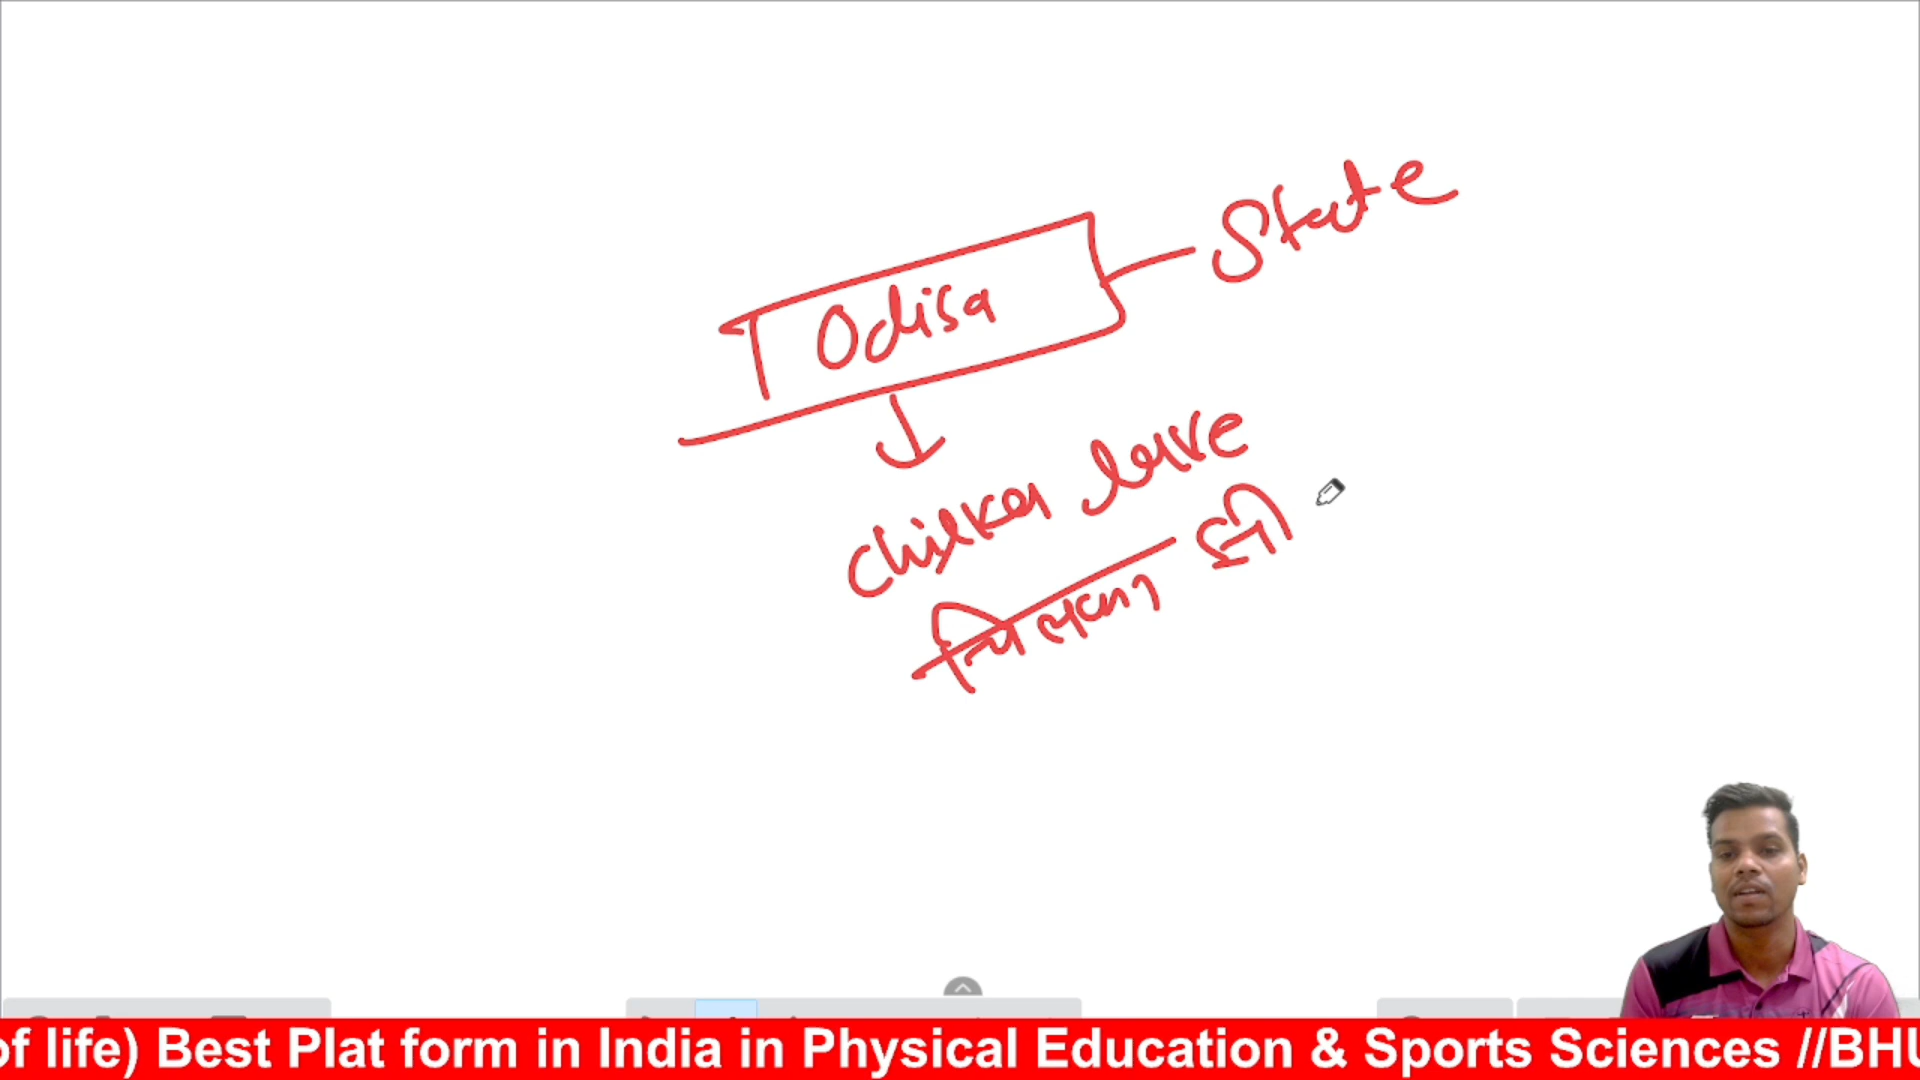 State
Odisa
Chilka lake
चिलका झी
of life) Best Plat form in India in Physical Education & Sports Sciences //BHU